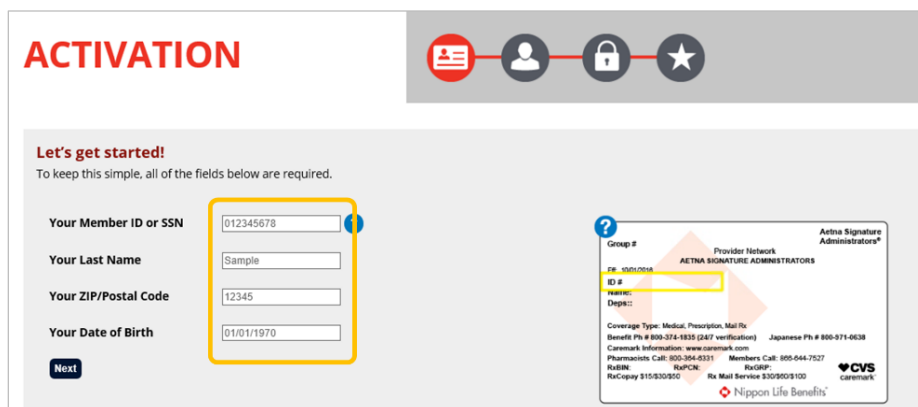 ACTIVATION
Let's get started!
To keep this simple, all of the fields below are required.
Your Member ID or SSN 012345678
Your Last Name Sample
Your ZIP/Postal Code 12345
Your Date of Birth 01/01/1970
Next
?
Aetna Signature
Administrators®
Group #
Provider Network
AETNA SIGNATURE ADMINISTRATORS
Eff: 10/01/2016
ID #
Name:
Deps::
Coverage Type: Medical, Prescription, Mail Rx
Benefit Ph # 800-374-1835 (24/7 verification) Japanese Ph # 800-971-0638
Caremark Information: www.caremark.com
Pharmacists Call: 800-364-6331 Members Call: 866-644-7527
RxBIN: RxPCN: RxGRP:
RxCopay $15/$30/$50 Rx Mail Service $30/$60/$100
CVS
caremark
Nippon Life Benefits®